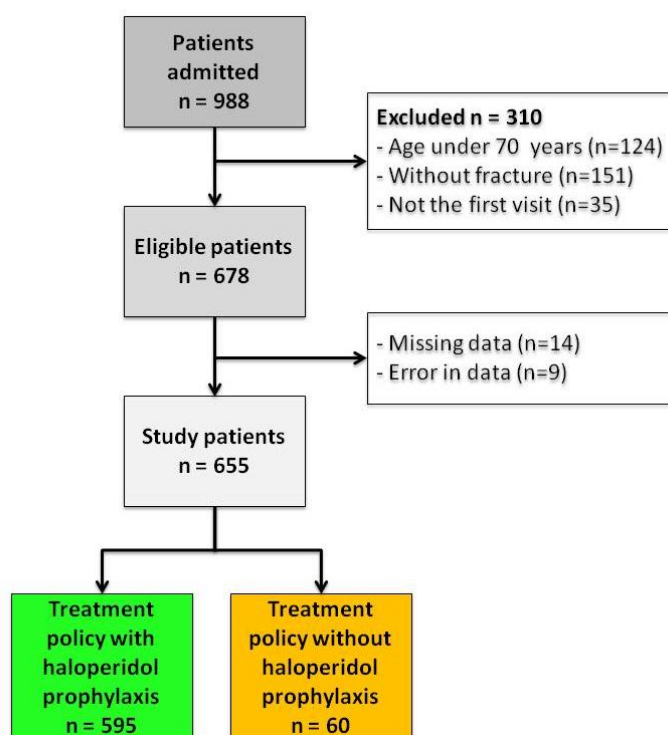 Patients
admitted
n = 988
Excluded n = 310
- Age under 70 years (n=124)
- Without fracture (n=151)
- Not the first visit (n=35)
Eligible patients
n = 678
- Missing data (n=14)
- Error in data (n=9)
Study patients
n = 655
Treatment
policy with
haloperidol
prophylaxis
n = 595
Treatment
policy without
haloperidol
prophylaxis
n = 60